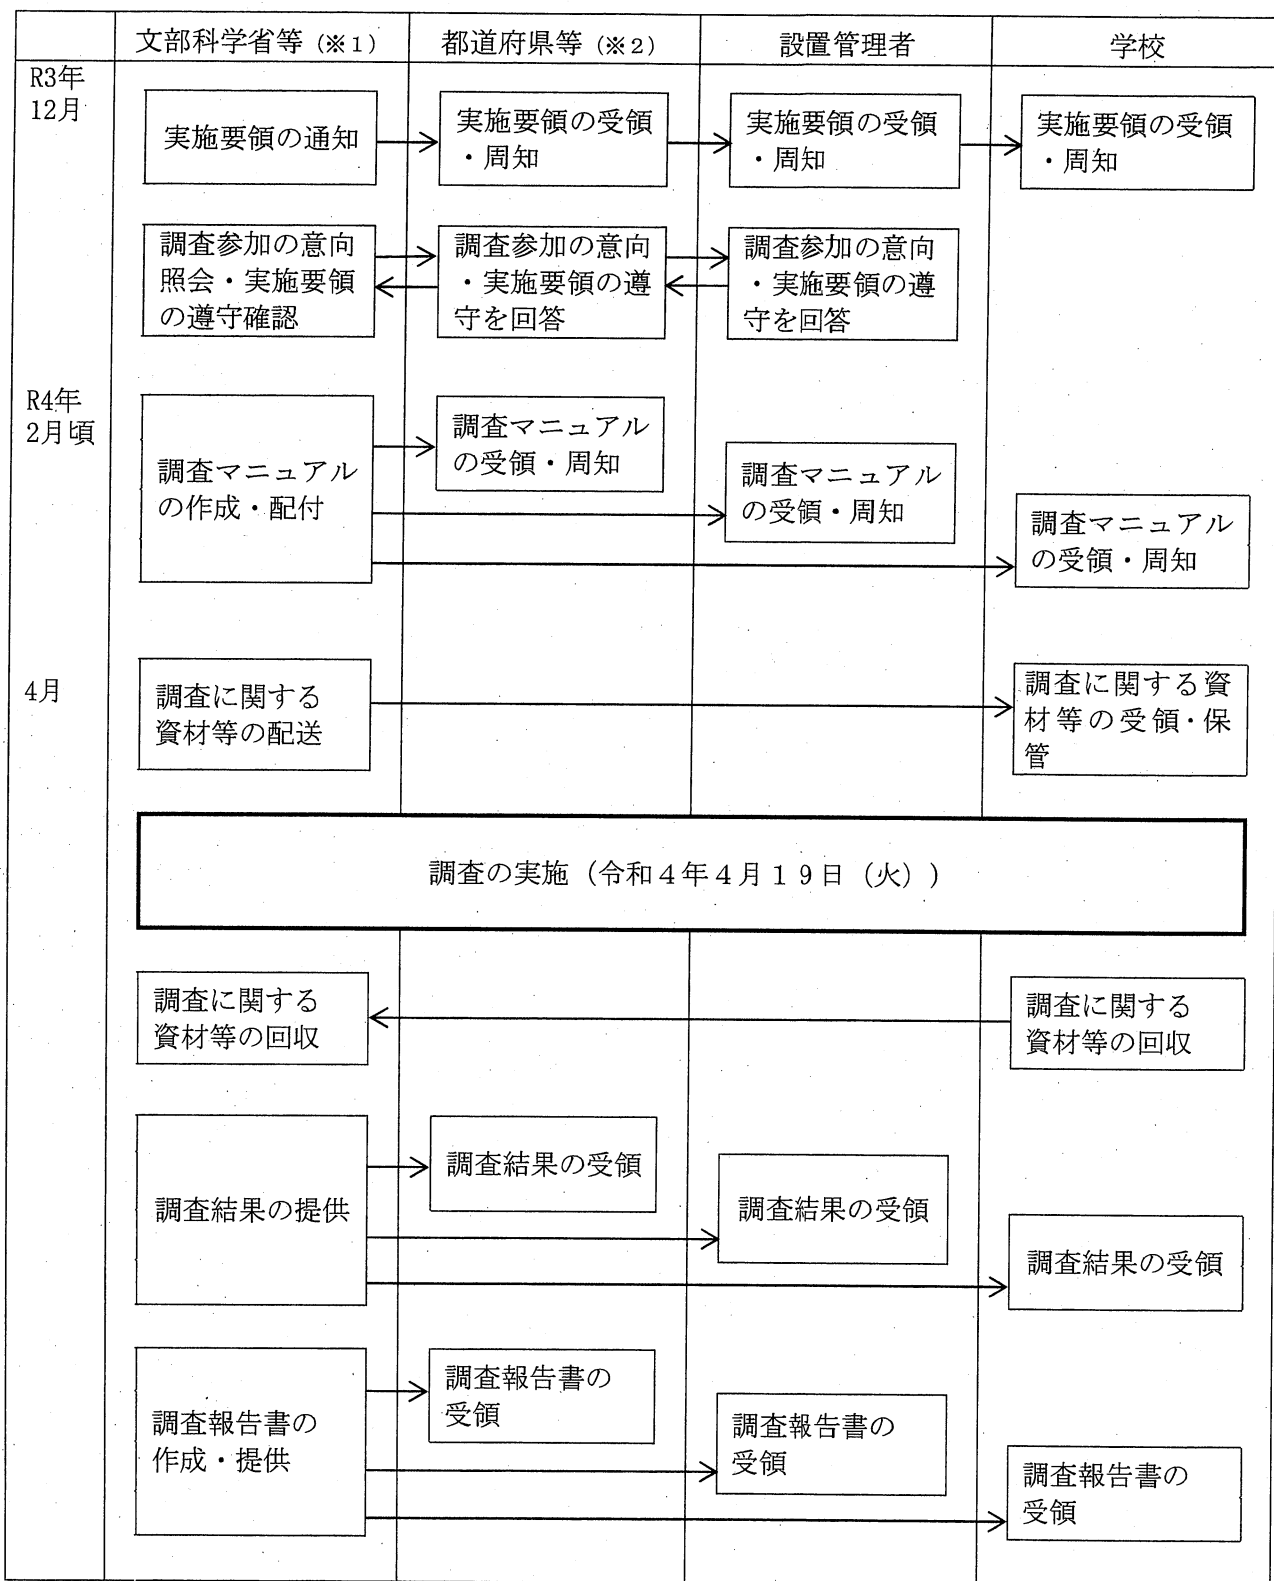 文部科学省等（※１）
都道府県等（※２）
設置管理者
学校
R3年
12月
実施要領の通知
実施要領の受領
・周知
実施要領の受領
・周知
実施要領の受領
・周知
調査参加の意向
照会・実施要領
の遵守確認
調査参加の意向
・実施要領の遵
守を回答
調査参加の意向
・実施要領の遵
守を回答
R4年
2月頃
調査マニュアル
の作成・配付
調査マニュアル
の受領・周知
調査マニュアル
の受領・周知
調査マニュアル
の受領・周知
4月
調査に関する
資材等の配送
調査に関する資
材等の受領・保
管
調査の実施（令和４年４月１９日（火））
調査に関する
資材等の回収
調査に関する
資材等の回収
調査結果の提供
調査結果の受領
調査結果の受領
調査結果の受領
調査報告書の
作成・提供
調査報告書の
受領
調査報告書の
受領
調査報告書の
受領